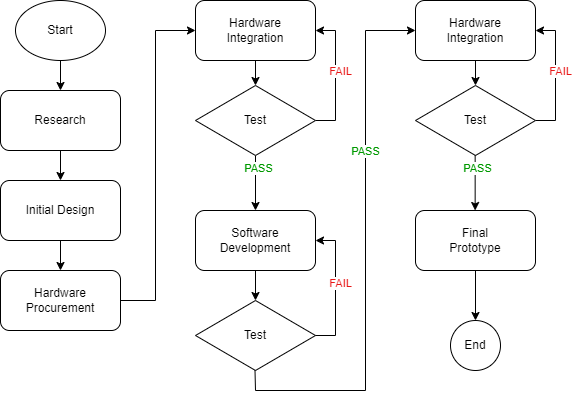 Start
Research
Initial Design
Hardware
Procurement
Hardware
Integration
FAIL
Test
PASS
Software
Development
FAIL
Test
PASS
Hardware
Integration
FAIL
Test
PASS
Final
Prototype
End